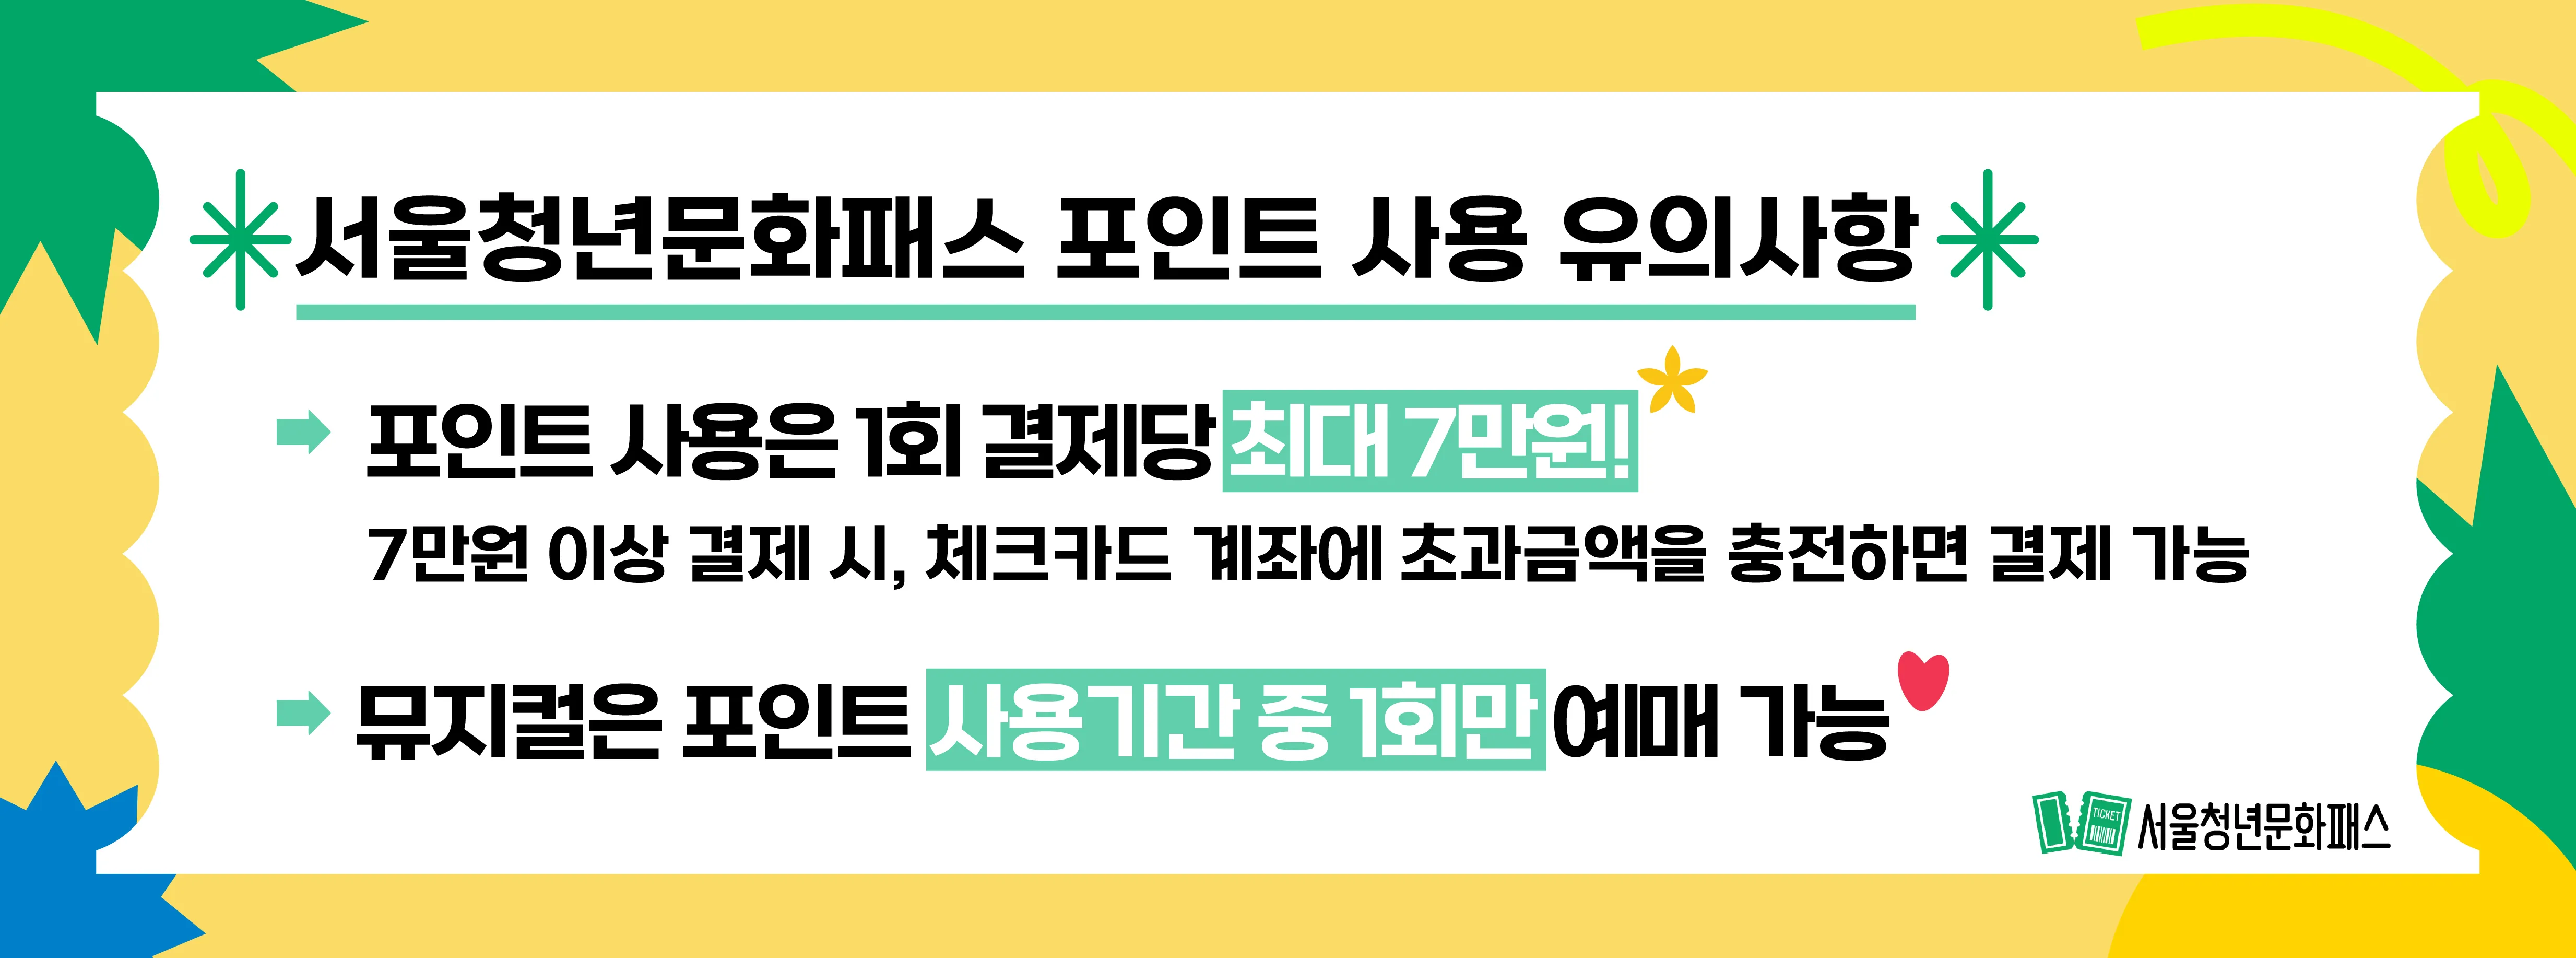 서울청년문화패스 포인트 사용 유의사항
포인트 사용은 1회 결제당 최대 7만원!
7만원 이상 결제 시, 체크카드 계좌에 초과금액을 충전하면 결제 가능
뮤지컬은 포인트 사용기간 중 1회만 예매 가능
TICKET
서울청년문화패스